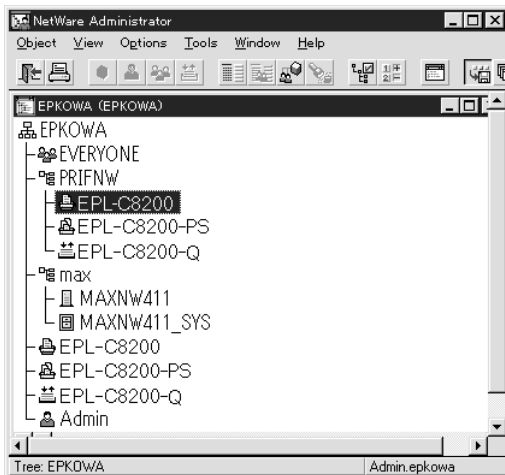 NetWare Administrator
Object View Options Tools Window Help
EPKOWA (EPKOWA)
EPKOWA
EVERYONE
PRIFNW
EPL-C8200
EPL-C8200-PS
EPL-C8200-Q
max
MAXNW411
MAXNW411_SYS
EPL-C8200
EPL-C8200-PS
EPL-C8200-Q
Admin
Tree: EPKOWA Admin.epkowa